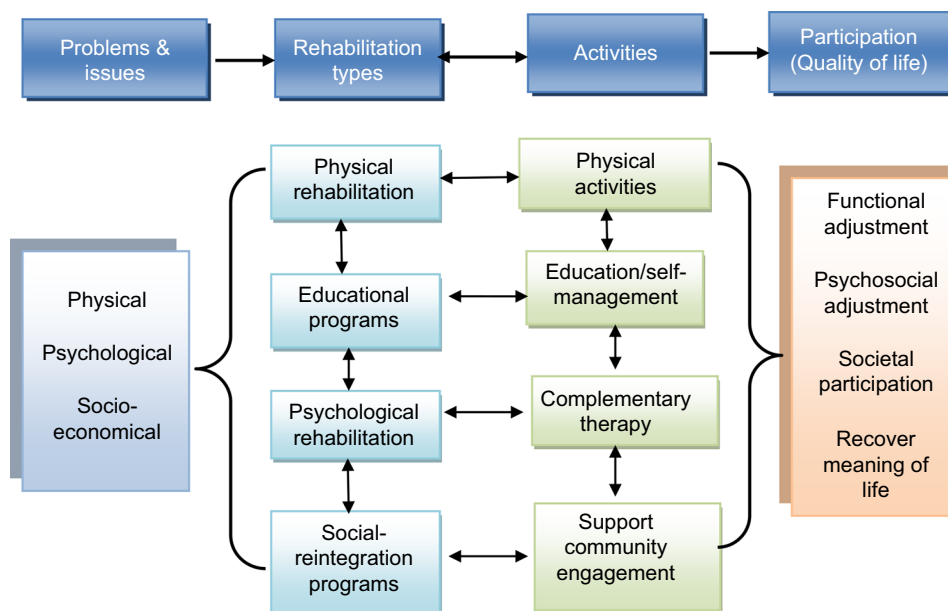 Problems &
issues
Rehabilitation
types
Activities
Participation
(Quality of life)
Physical
Psychological
Socio-
economical
Physical
rehabilitation
Educational
programs
Psychological
rehabilitation
Social-
reintegration
programs
Physical
activities
Education/self-
management
Complementary
therapy
Support
community
engagement
Functional
adjustment
Psychosocial
adjustment
Societal
participation
Recover
meaning of
life